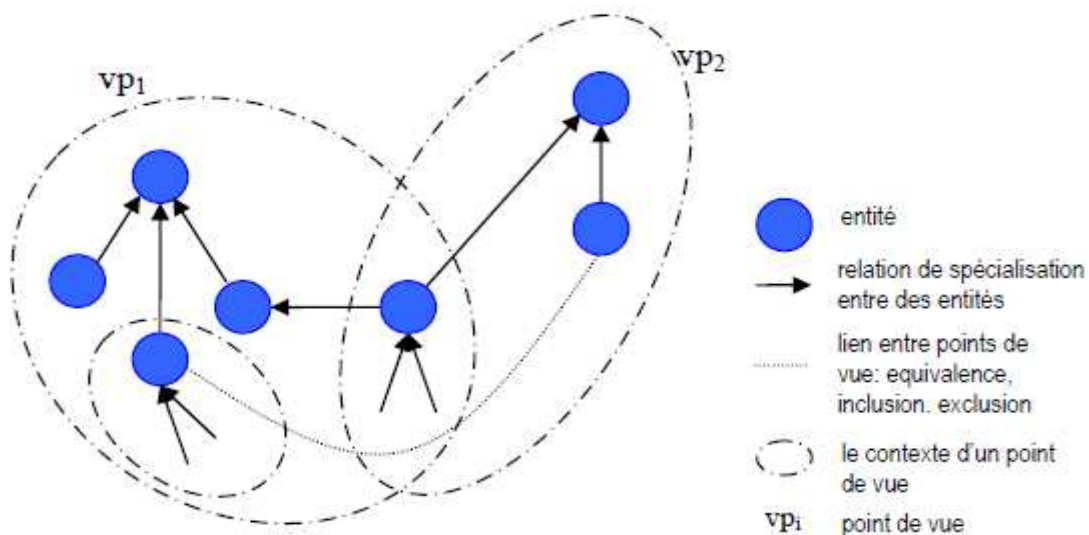 vp1
vp2
entité
relation de spécialisation
entre des entités
lien entre points de
vue: equivalence,
inclusion. exclusion
le contexte d'un point
de vue
vpi
point de vue